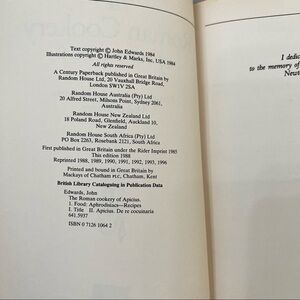 Text copyright © John Edwards 1984
Illustrations copyright © Hartley & Marks, Inc, USA 1984
All rights reserved
A Century Paperback published in Great Britain by
Random House Ltd, 20 Vauxhall Bridge Road,
London SW1V 2SA
Random House Australia (Pty) Ltd
20 Alfred Street, Milsons Point, Sydney 2061,
Australia
Random House New Zealand Ltd
18 Poland Road, Glenfield, Auckland 10,
New Zealand
Random House South Africa (Pty) Ltd
PO Box 2263, Rosebank 2121, South Africa
First published in Great Britain under the Rider imprint 1985
This edition 1988
Reprinted 1988, 1989, 1990, 1991, 1992, 1993, 1996
Printed and bound in Great Britain by
Mackays of Chatham PLC, Chatham, Kent
British Library Cataloguing in Publication Data
Edwards, John
The Roman cookery of Apicius.
1. Food: Aphrodisiacs—Recipes
I. Title II. Apicius. De re cocuinaria
641.5937
ISBN 0 7126 1064 2
I dedic
to the memory of
Newt